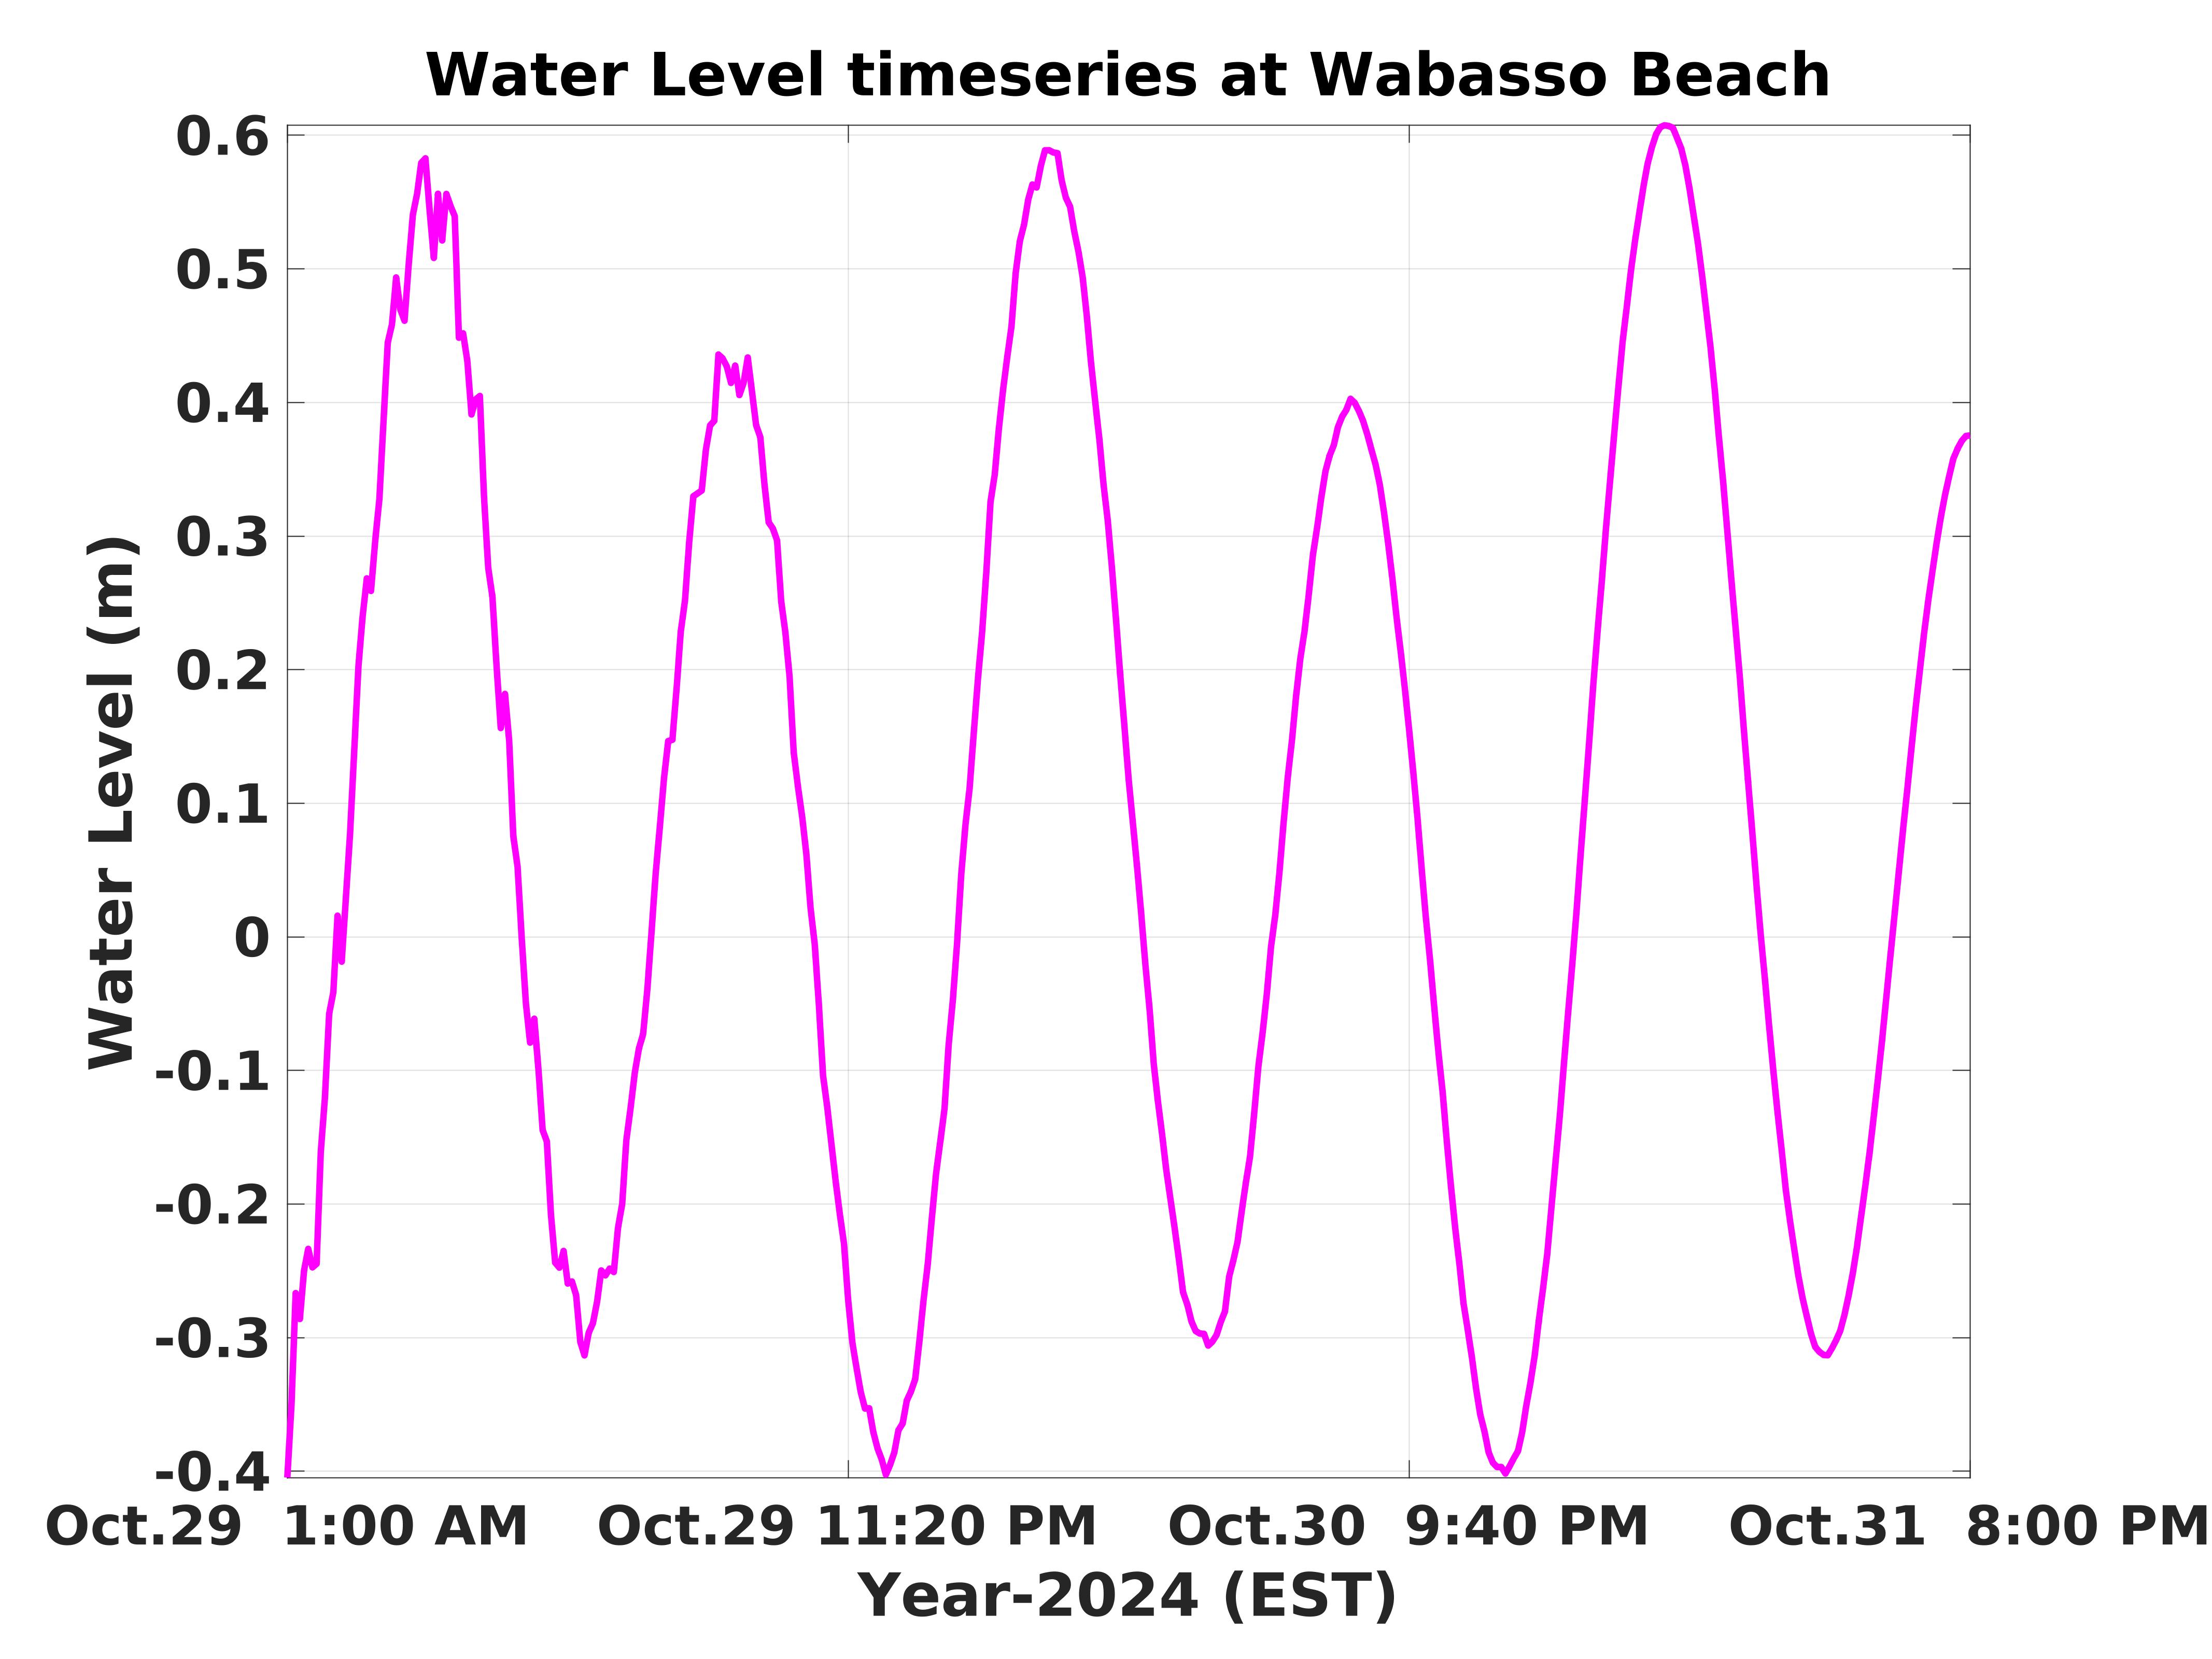 Water Level timeseries at Wabasso Beach
0.6
0.5
0.4
0.3
0.2
0.1
0
-0.1
-0.2
-0.3
-0.4
Water Level (m)
Oct.29 1:00 AM Oct.29 11:20 PM Oct.30 9:40 PM Oct.31 8:00 PM
Year-2024 (EST)